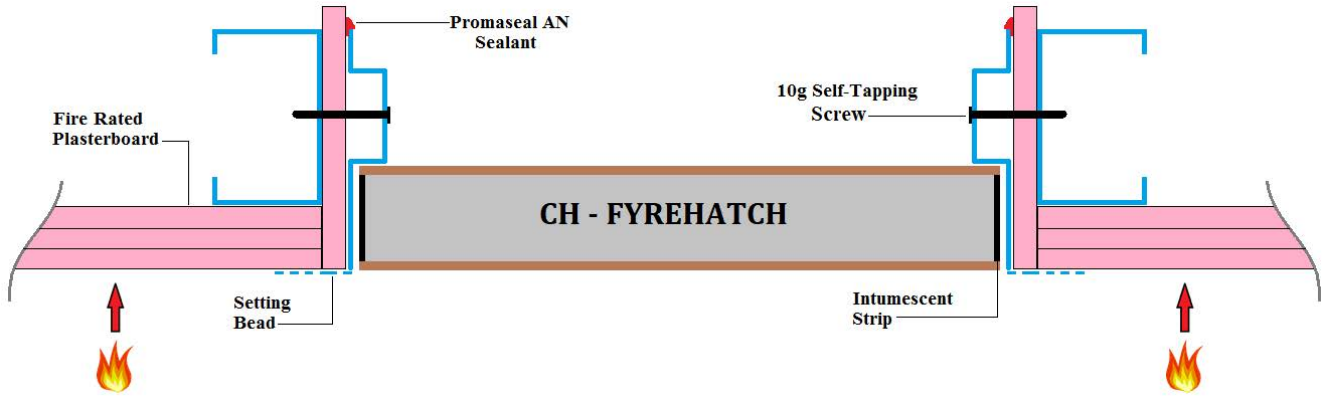 Promaseal AN
Sealant
10g Self-Tapping
Screw
Fire Rated
Plasterboard
CH - FYREHATCH
Setting
Bead
Intumescent
Strip